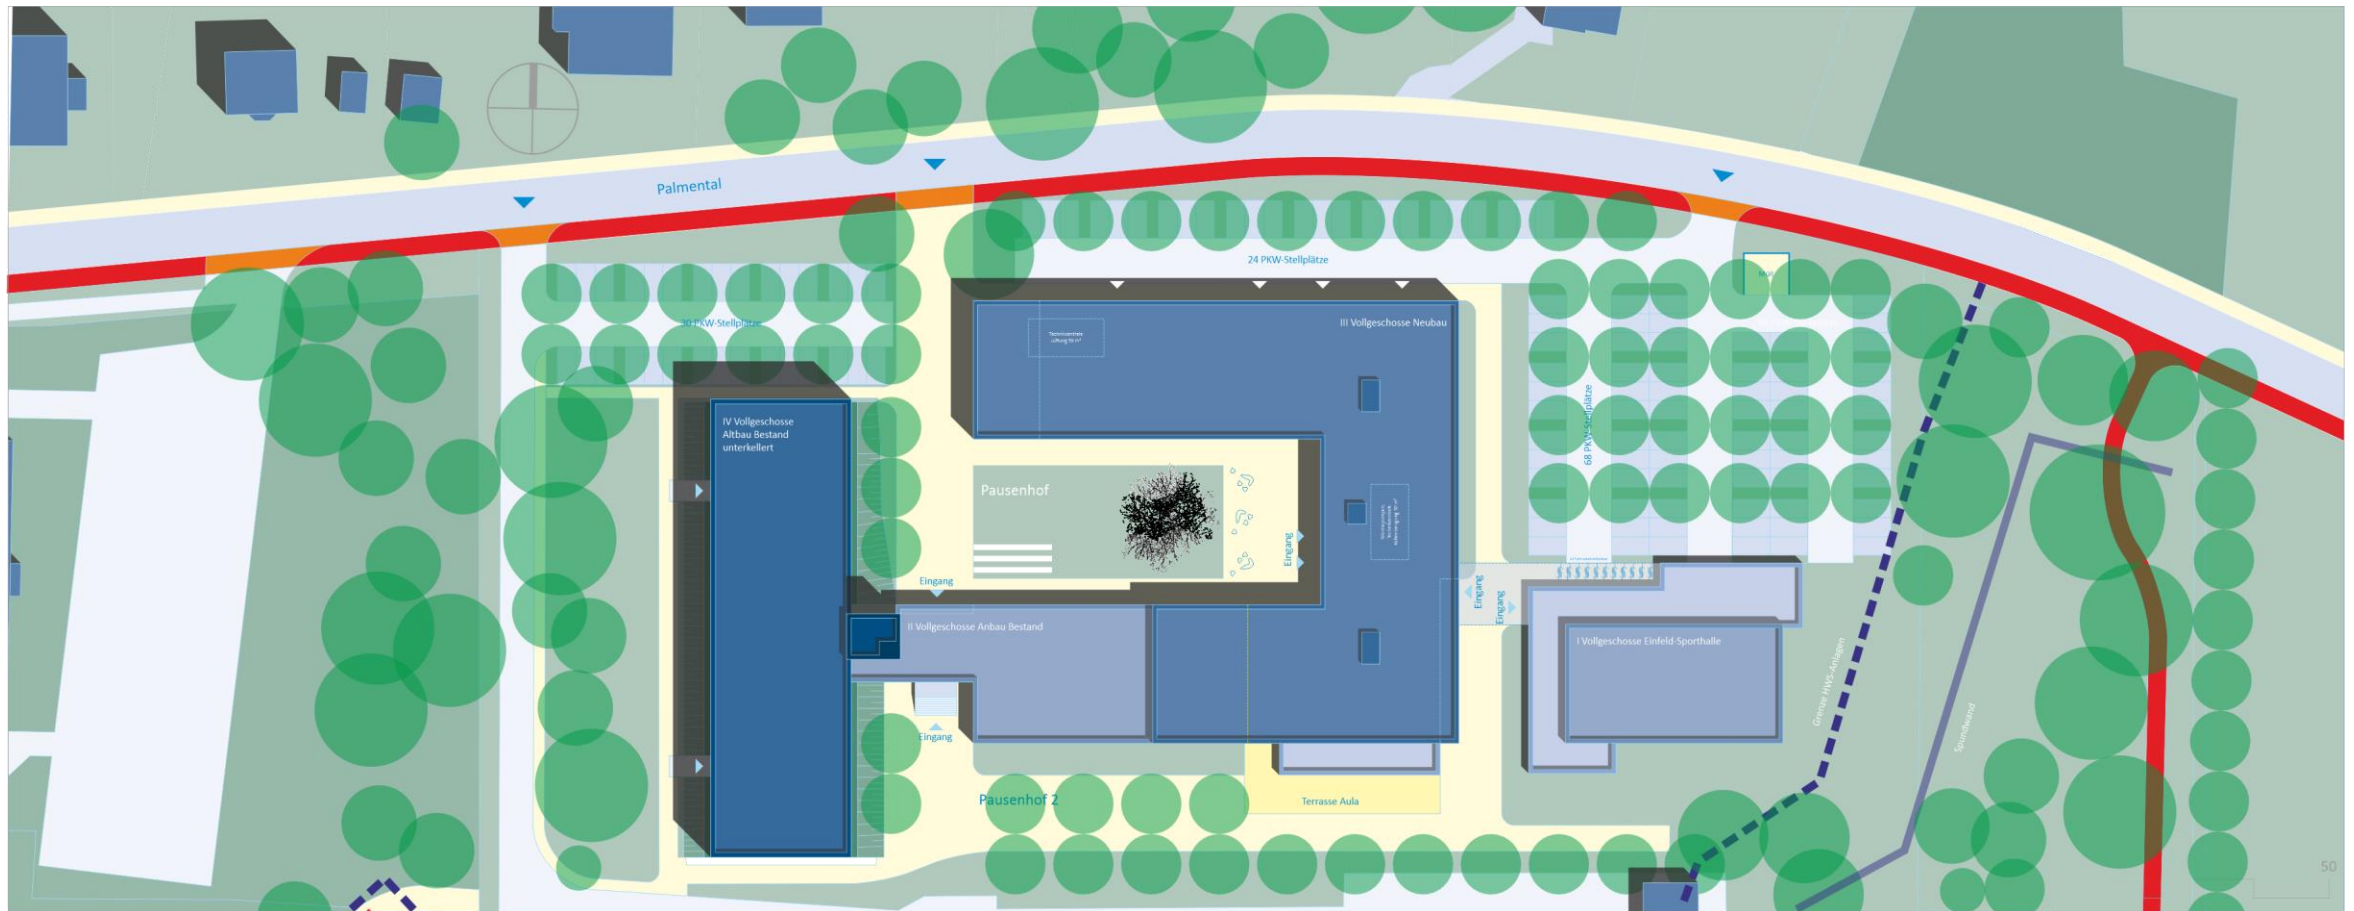 Palmental
24 PKW-Stellplätze
Müll
30 PKW-Stellplätze
III Vollgeschosse Neubau
IV Vollgeschosse
Altbau Bestand
unterkellert
68 PKW-Stellplätze
Pausenhof
Eingang
Eingang
Eingang
Eingang
II Vollgeschosse Anbau Bestand
I Vollgeschosse Einfeld-Sporthalle
Grenze HWS-Anlagen
Spundwand
Eingang
Pausenhof 2
Terrasse Aula
50